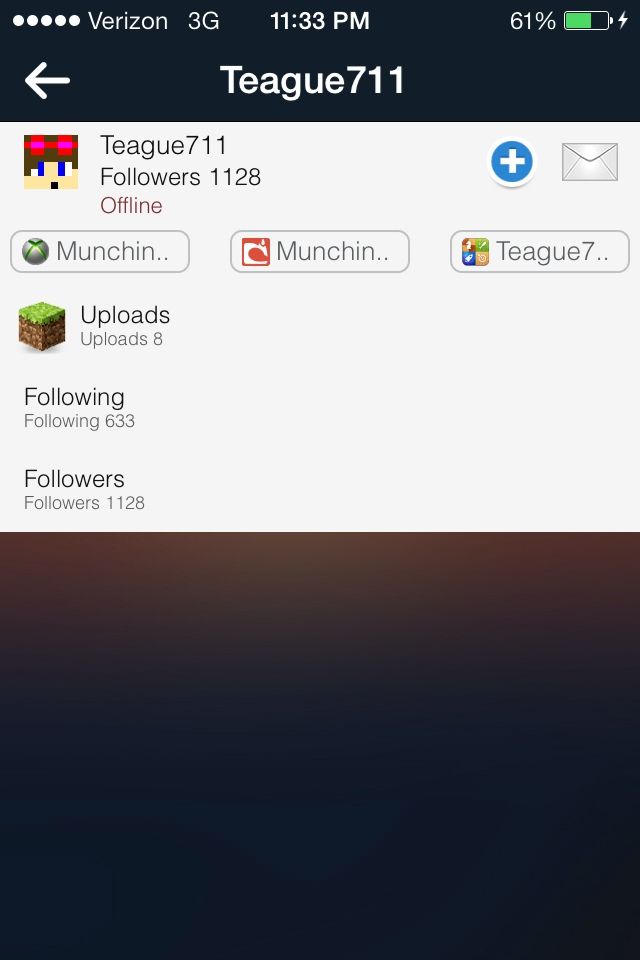 Verizon 3G 11:33 PM 61%
Teague711
Teague711
Followers 1128
Offline
Munchin.. Munchin.. Teague7..
Uploads
Uploads 8
Following
Following 633
Followers
Followers 1128